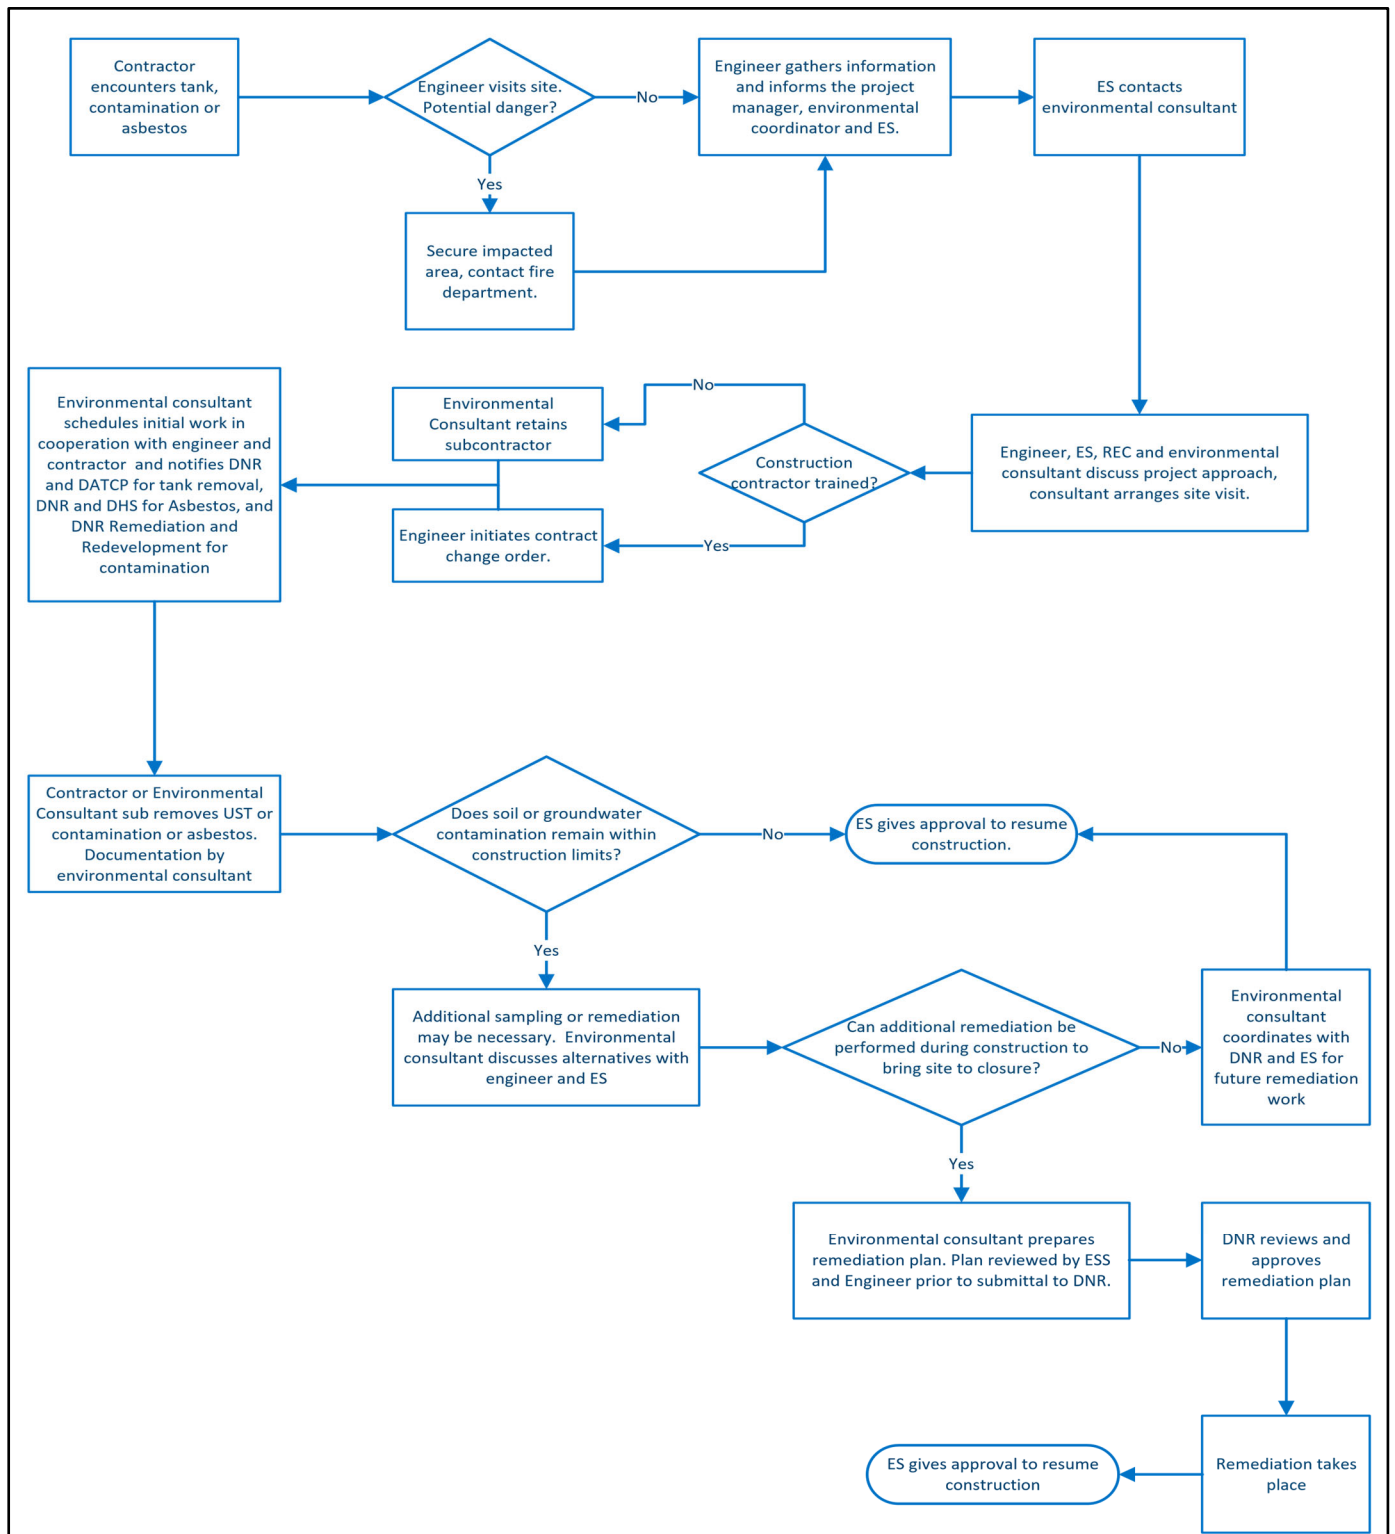 Contractor
encounters tank,
contamination or
asbestos
Engineer visits site.
Potential danger?
No
Engineer gathers information
and informs the project
manager, environmental
coordinator and ES.
ES contacts
environmental consultant
Yes
Secure impacted
area, contact fire
department.
Environmental consultant
schedules initial work in
cooperation with engineer and
contractor and notifies DNR
and DATCP for tank removal,
DNR and DHS for Asbestos, and
DNR Remediation and
Redevelopment for
contamination
Environmental
Consultant retains
subcontractor
No
Construction
contractor trained?
Engineer, ES, REC and environmental
consultant discuss project approach,
consultant arranges site visit.
Engineer initiates contract
change order.
Yes
Contractor or Environmental
Consultant sub removes UST or
contamination or asbestos.
Documentation by
environmental consultant
Does soil or groundwater
contamination remain within
construction limits?
No
ES gives approval to resume
construction.
Yes
Additional sampling or remediation
may be necessary. Environmental
consultant discusses alternatives with
engineer and ES
Can additional remediation be
performed during construction to
bring site to closure?
No
Environmental
consultant
coordinates with
DNR and ES for
future remediation
work
Yes
Environmental consultant prepares
remediation plan. Plan reviewed by ESS
and Engineer prior to submittal to DNR.
DNR reviews and
approves
remediation plan
ES gives approval to resume
construction
Remediation takes
place